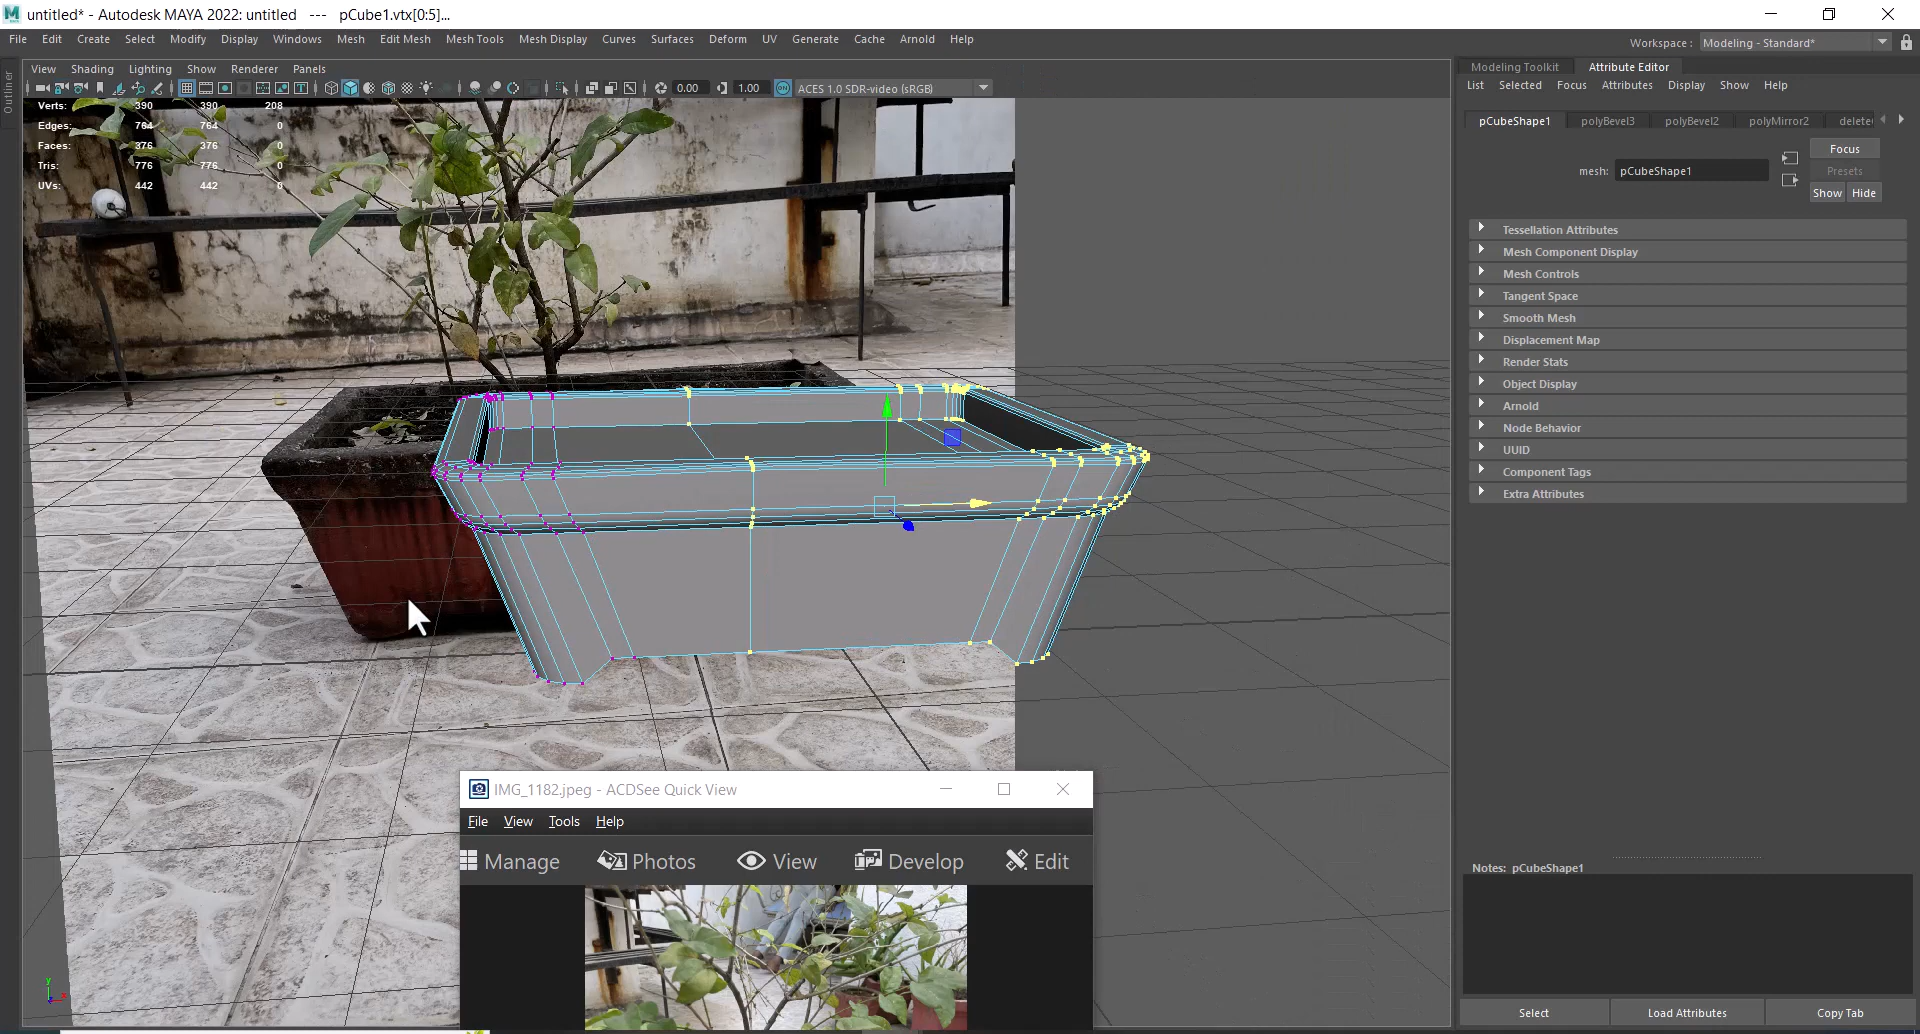 untitled* - Autodesk MAYA 2022: untitled --- pCube1.vtx[0:5]...
File Edit Create Select Modify Display Windows Mesh Edit Mesh Mesh Tools Mesh Display Curves Surfaces Deform UV Generate Cache Arnold Help
Workspace : Modeling - Standard*
Outliner
View Shading Lighting Show Renderer Panels
0.00 1.00 ACES 1.0 SDR-video (sRGB)
Verts: 390 390 208
Edges: 764 764 0
Faces: 376 376 0
Tris: 776 776 0
UVs: 442 442 0
Modeling Toolkit Attribute Editor
List Selected Focus Attributes Display Show Help
pCubeShape1 polyBevel3 polyBevel2 polyMirror2
Focus
mesh: pCubeShape1
Presets
Show Hide
Tessellation Attributes
Mesh Component Display
Mesh Controls
Tangent Space
Smooth Mesh
Displacement Map
Render Stats
Object Display
Arnold
Node Behavior
UUID
Component Tags
Extra Attributes
Notes: pCubeShape1
Select Load Attributes Copy Tab
IMG_1182.jpeg - ACDSee Quick View
File View Tools Help
Manage Photos View Develop Edit
y
x